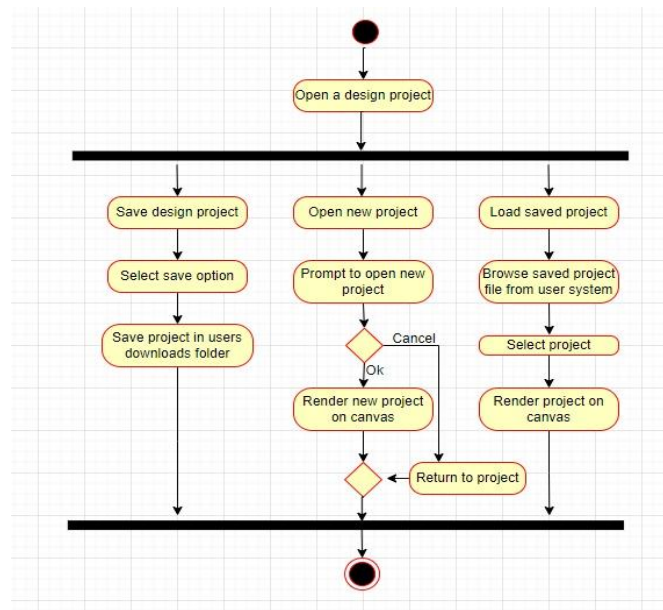 Open a design project
Save design project
Open new project
Load saved project
Select save option
Prompt to open new
project
Browse saved project
file from user system
Save project in users
downloads folder
Cancel
Select project
Ok
Render new project
on canvas
Render project on
canvas
Return to project